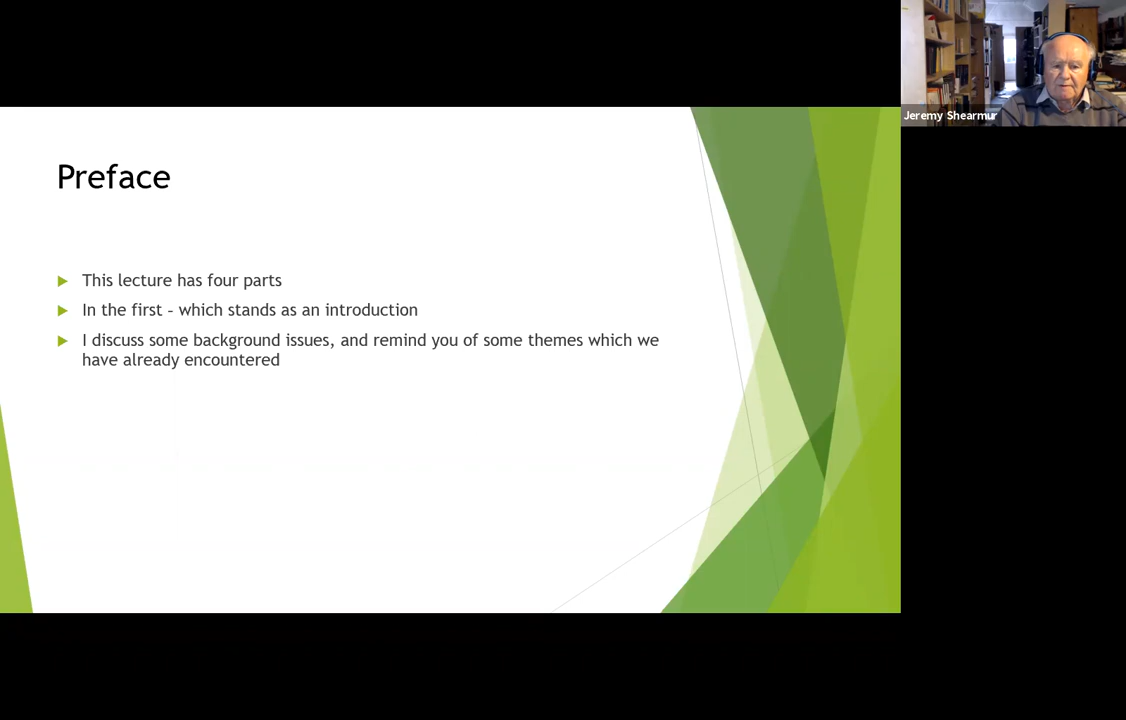 Jeremy Shearmur
Preface
This lecture has four parts
In the first - which stands as an introduction
I discuss some background issues, and remind you of some themes which we
have already encountered